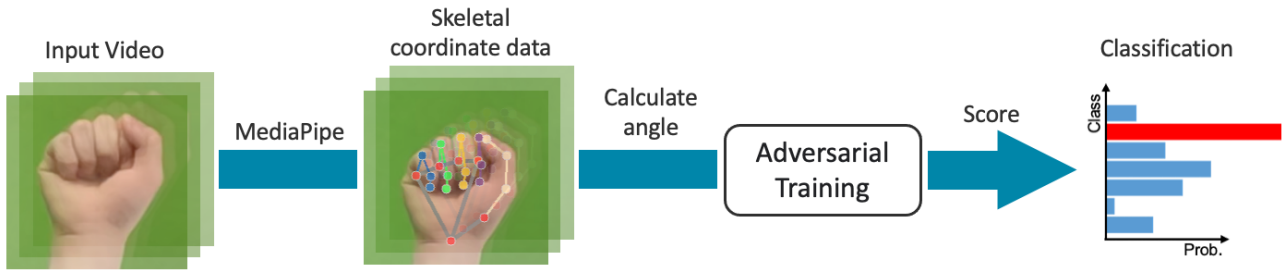 Input Video
MediaPipe
Skeletal
coordinate data
Calculate
angle
Adversarial
Training
Score
Classification
Class
Prob.